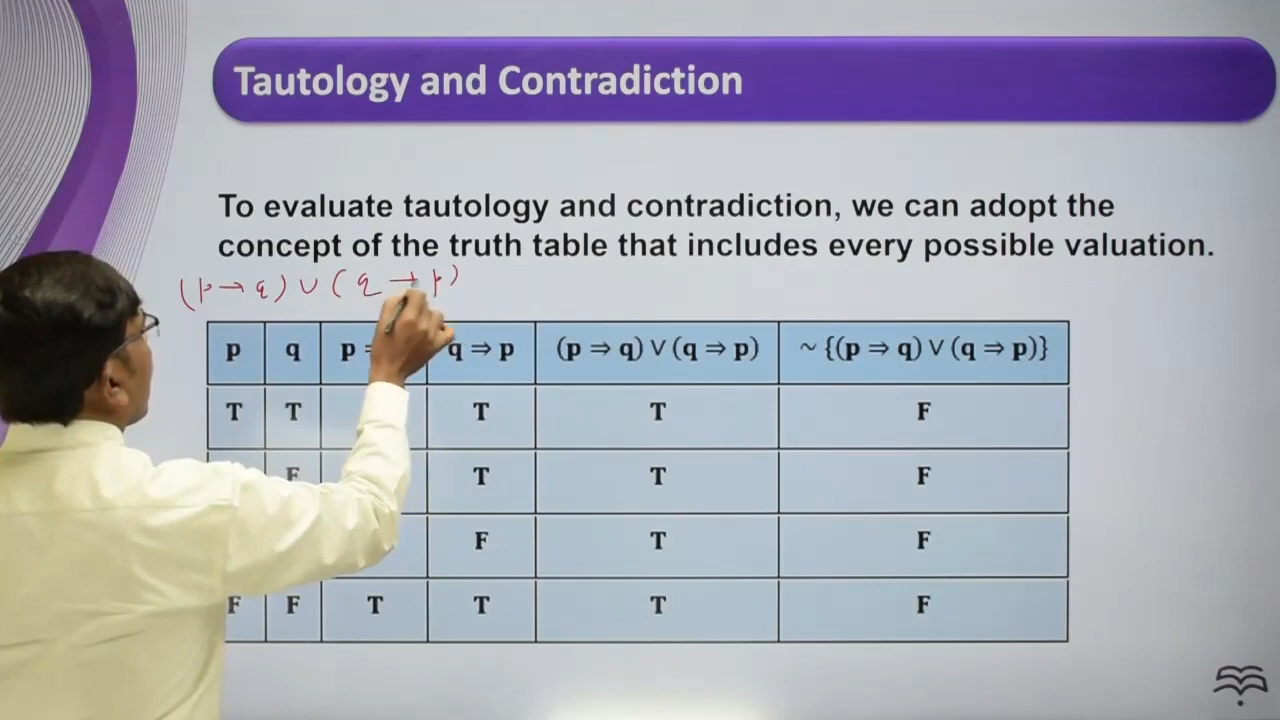 Tautology and Contradiction
To evaluate tautology and contradiction, we can adopt the
concept of the truth table that includes every possible valuation.
(p → q) ∪ (q → p)
p q p q ⇒ p (p ⇒ q) ∨ (q ⇒ p) ~ {(p ⇒ q) ∨ (q ⇒ p)}
T T T T F
F T T F
F T F
F F T T T F